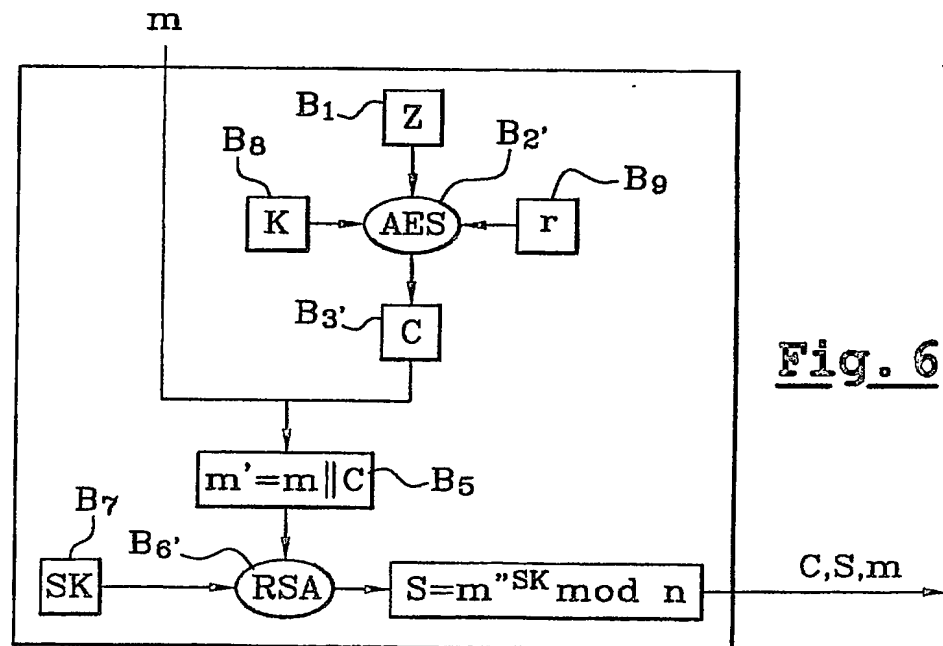 m
B1 Z
B8 B2' B9
K AES r
B3' C
Fig. 6
m'=m||C B5
B7 B6'
SK RSA S=m"SK mod n C,S,m